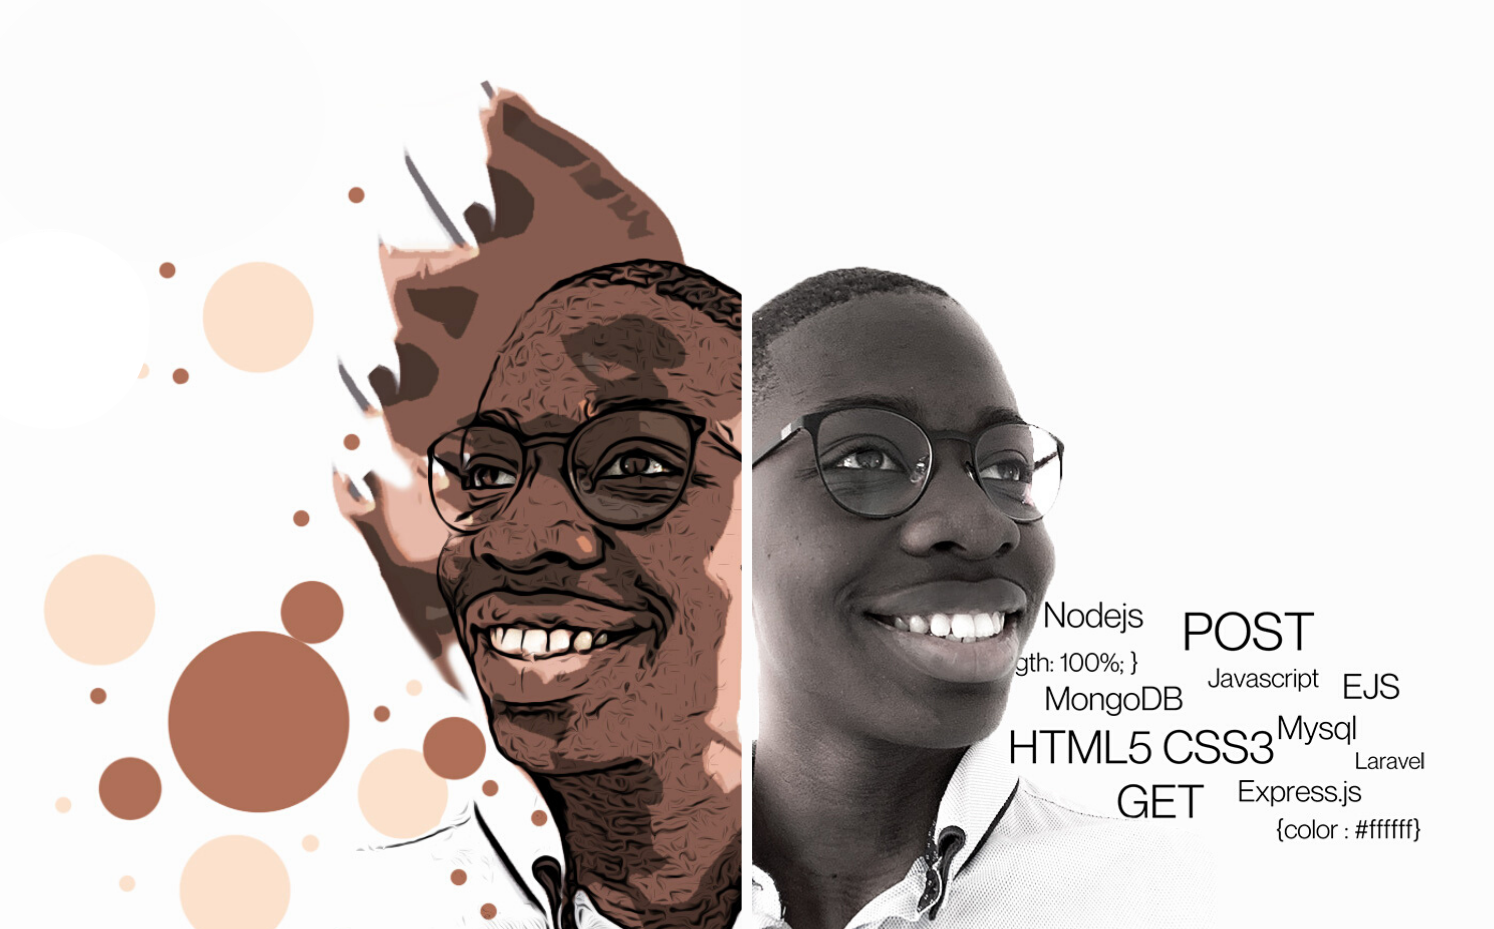 Nodejs
POST
gth: 100%; }
Javascript
EJS
MongoDB
Mysql
HTML5 CSS3
Laravel
Express.js
GET
{color : #ffffff}